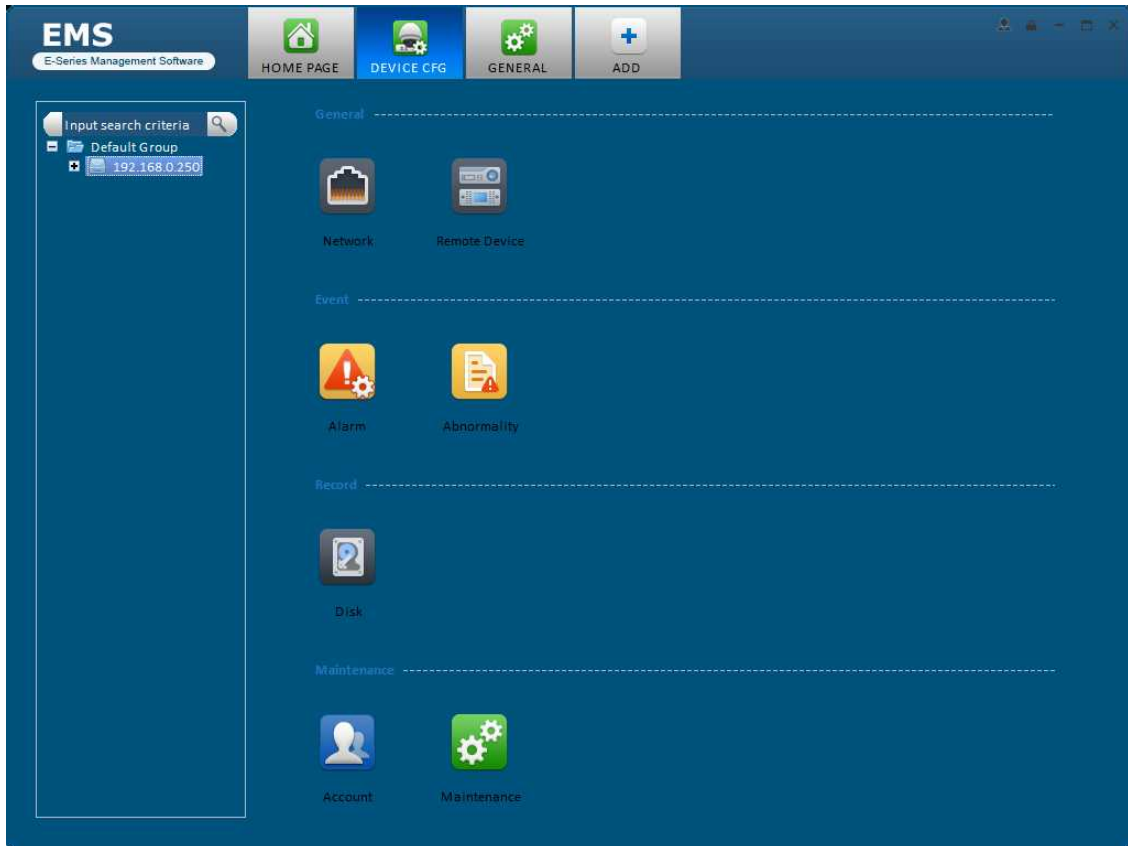 EMS
E-Series Management Software
HOME PAGE
DEVICE CFG
GENERAL
ADD
Input search criteria
Default Group
192.168.0.250
General
Network
Remote Device
Event
Alarm
Abnormality
Record
Disk
Maintenance
Account
Maintenance